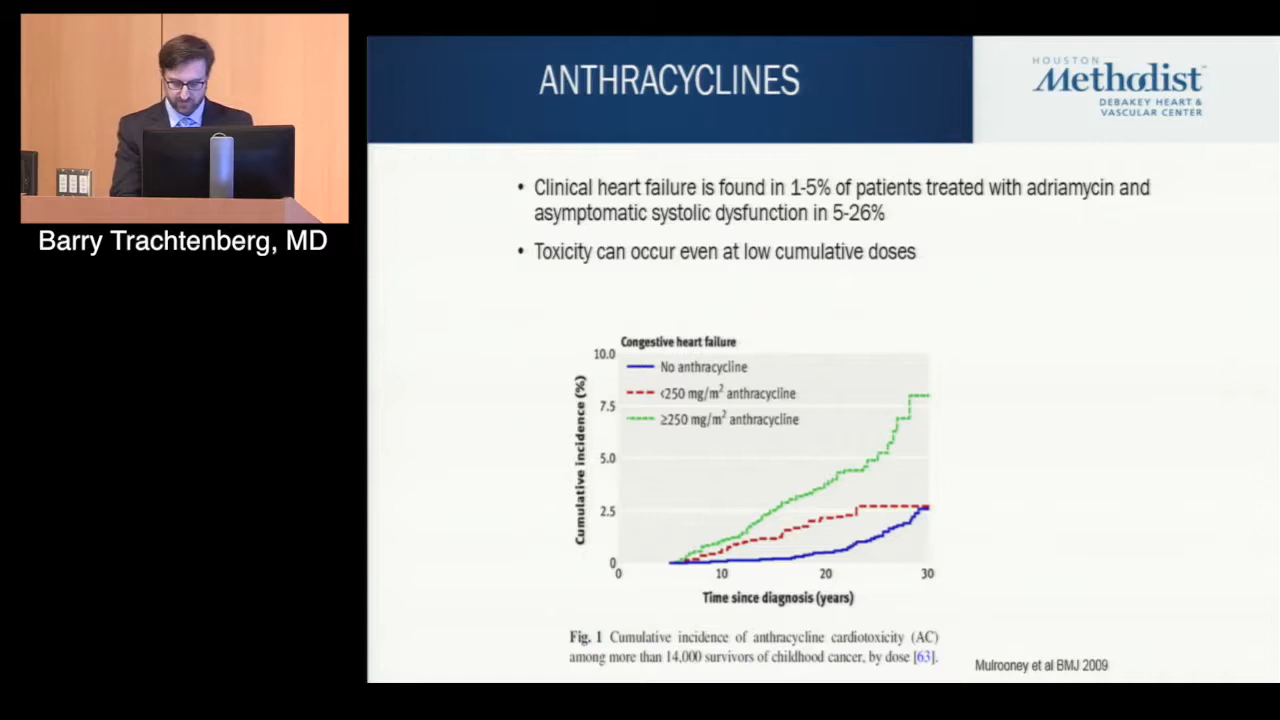 Barry Trachtenberg, MD
ANTHRACYCLINES
HOUSTON
Methodist
DEBAKEY HEART &
VASCULAR CENTER
• Clinical heart failure is found in 1-5% of patients treated with adriamycin and
asymptomatic systolic dysfunction in 5-26%
• Toxicity can occur even at low cumulative doses
Congestive heart failure
No anthracycline
<250 mg/m² anthracycline
≥250 mg/m² anthracycline
Cumulative incidence (%)
10.0
7.5
5.0
2.5
0
0 10 20 30
Time since diagnosis (years)
Fig. 1 Cumulative incidence of anthracycline cardiotoxicity (AC)
among more than 14,000 survivors of childhood cancer, by dose [63].
Mulrooney et al BMJ 2009